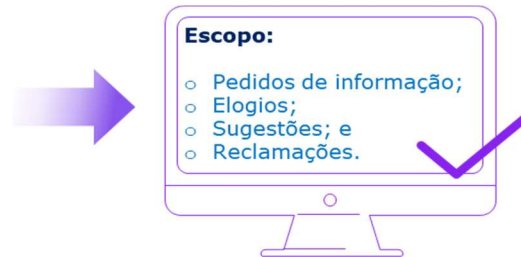 Escopo:
o Pedidos de informação;
o Elogios;
o Sugestões; e
o Reclamações.